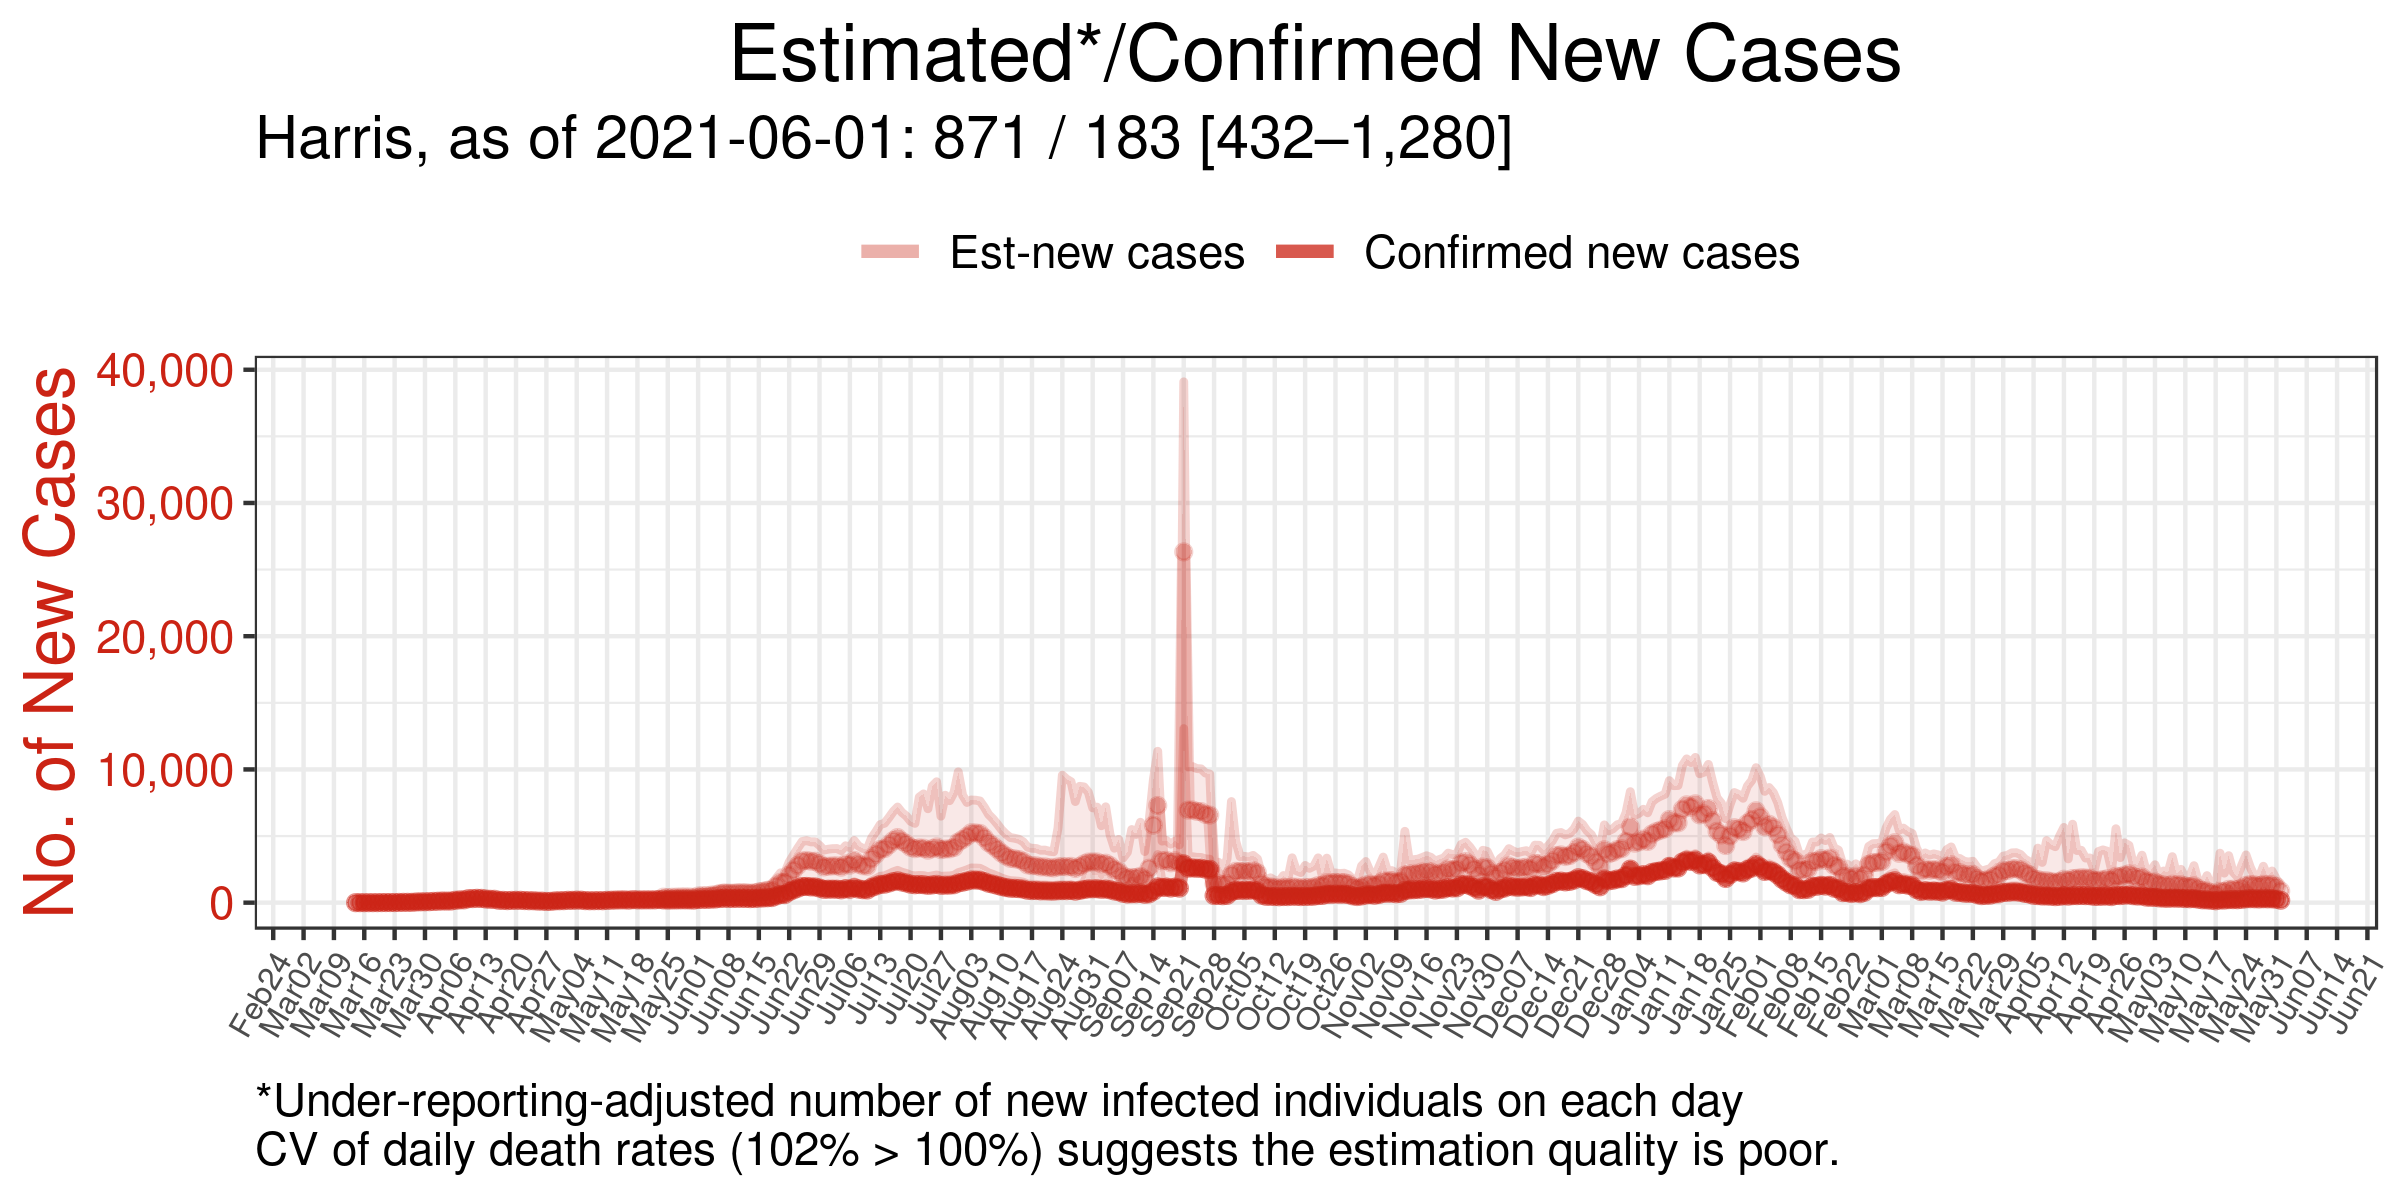 Estimated*/Confirmed New Cases
Harris, as of 2021-06-01: 871 / 183 [432–1,280]
Est-new cases
Confirmed new cases
No. of New Cases
40,000
30,000
20,000
10,000
0
Feb24
Mar02
Mar09
Mar16
Mar23
Mar30
Apr06
Apr13
Apr20
Apr27
May04
May11
May18
May25
Jun01
Jun08
Jun15
Jun22
Jun29
Jul06
Jul13
Jul20
Jul27
Aug03
Aug10
Aug17
Aug24
Aug31
Sep07
Sep14
Sep21
Sep28
Oct05
Oct12
Oct19
Oct26
Nov02
Nov09
Nov16
Nov23
Nov30
Dec07
Dec14
Dec21
Dec28
Jan04
Jan11
Jan18
Jan25
Feb01
Feb08
Feb15
Feb22
Mar01
Mar08
Mar15
Mar22
Mar29
Apr05
Apr12
Apr19
Apr26
May03
May10
May17
May24
May31
Jun07
Jun14
Jun21
*Under-reporting-adjusted number of new infected individuals on each day
CV of daily death rates (102% > 100%) suggests the estimation quality is poor.